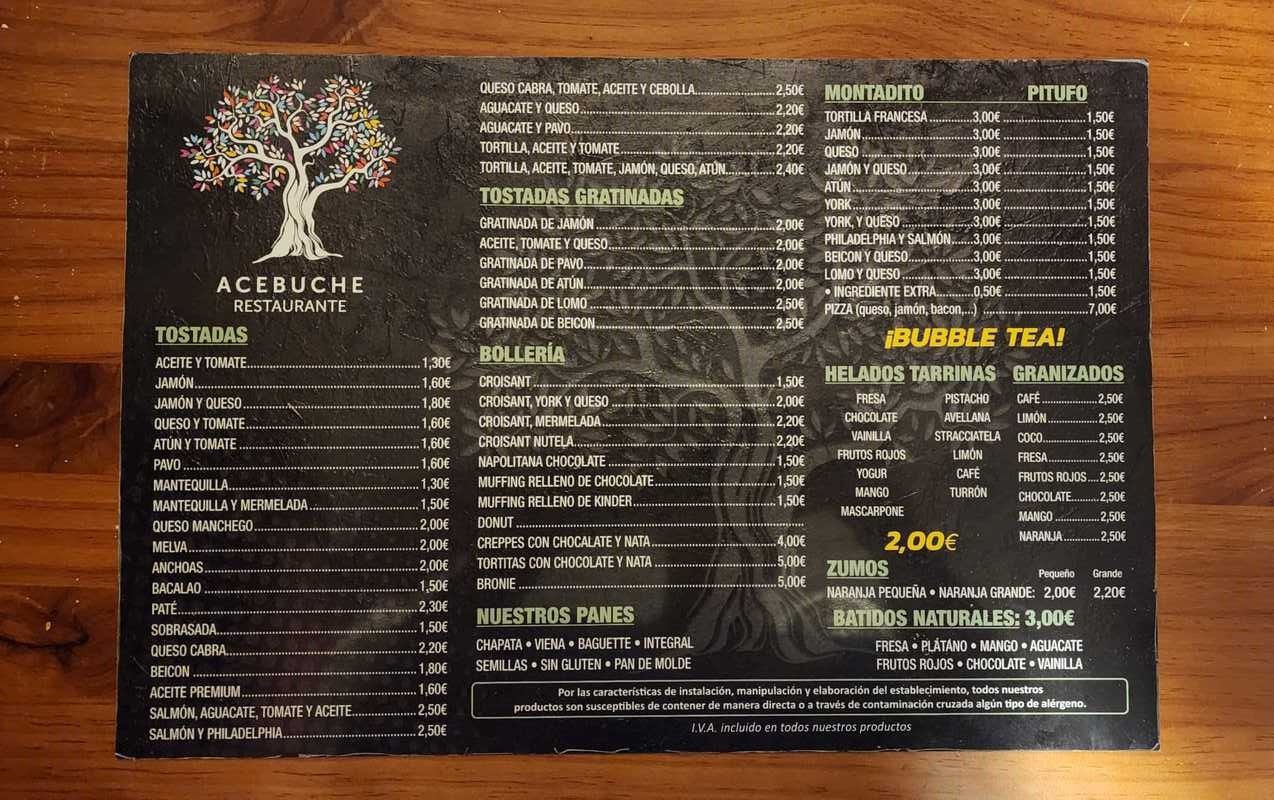 ACEBUCHE
RESTAURANTE
TOSTADAS
ACEITE Y TOMATE 1,30€
JAMÓN 1,60€
JAMÓN Y QUESO 1,80€
QUESO Y TOMATE 1,60€
ATÚN Y TOMATE 1,60€
PAVO 1,60€
MANTEQUILLA 1,30€
MANTEQUILLA Y MERMELADA 1,50€
QUESO MANCHEGO 2,00€
MELVA 2,00€
ANCHOAS 2,00€
BACALAO 1,50€
PATÉ 2,30€
SOBRASADA 1,50€
QUESO CABRA 2,20€
BEICON 1,80€
ACEITE PREMIUM 1,60€
SALMÓN, AGUACATE, TOMATE Y ACEITE 2,50€
SALMÓN Y PHILADELPHIA 2,50€
QUESO CABRA, TOMATE, ACEITE Y CEBOLLA 2,50€
AGUACATE Y QUESO 2,20€
AGUACATE Y PAVO 2,20€
TORTILLA, ACEITE Y TOMATE 2,20€
TORTILLA, ACEITE, TOMATE, JAMÓN, QUESO, ATÚN 2,40€
TOSTADAS GRATINADAS
GRATINADA DE JAMÓN 2,00€
ACEITE, TOMATE Y QUESO 2,00€
GRATINADA DE PAVO 2,00€
GRATINADA DE ATÚN 2,00€
GRATINADA DE LOMO 2,50€
GRATINADA DE BEICON 2,50€
BOLLERÍA
CROISANT 1,50€
CROISANT, YORK Y QUESO 2,00€
CROISANT, MERMELADA 2,20€
CROISANT NUTELA 2,20€
NAPOLITANA CHOCOLATE 1,50€
MUFFING RELLENO DE CHOCOLATE 1,50€
MUFFING RELLENO DE KINDER 1,50€
DONUT
CREPPES CON CHOCALATE Y NATA 4,00€
TORTITAS CON CHOCOLATE Y NATA 5,00€
BRONIE 5,00€
NUESTROS PANES
CHAPATA • VIENA • BAGUETTE • INTEGRAL
SEMILLAS • SIN GLUTEN • PAN DE MOLDE
MONTADITO PITUFO
TORTILLA FRANCESA 3,00€ 1,50€
JAMÓN 3,00€ 1,50€
QUESO 3,00€ 1,50€
JAMÓN Y QUESO 3,00€ 1,50€
ATÚN 3,00€ 1,50€
YORK 3,00€ 1,50€
YORK, Y QUESO 3,00€ 1,50€
PHILADELPHIA Y SALMÓN 3,00€ 1,50€
BEICON Y QUESO 3,00€ 1,50€
LOMO Y QUESO 3,00€ 1,50€
• INGREDIENTE EXTRA 0,50€ 1,50€
PIZZA (queso, jamón, bacon,...) 7,00€
¡BUBBLE TEA!
HELADOS TARRINAS
FRESA PISTACHO
CHOCOLATE AVELLANA
VAINILLA STRACCIATELA
FRUTOS ROJOS LIMÓN
YOGUR CAFÉ
MANGO TURRÓN
MASCARPONE
2,00€
GRANIZADOS
CAFÉ 2,50€
LIMÓN 2,50€
COCO 2,50€
FRESA 2,50€
FRUTOS ROJOS 2,50€
CHOCOLATE 2,50€
MANGO 2,50€
NARANJA 2,50€
ZUMOS Pequeño Grande
NARANJA PEQUEÑA • NARANJA GRANDE: 2,00€ 2,20€
BATIDOS NATURALES: 3,00€
FRESA • PLÁTANO • MANGO • AGUACATE
FRUTOS ROJOS • CHOCOLATE • VAINILLA
Por las características de instalación, manipulación y elaboración del establecimiento, todos nuestros
productos son susceptibles de contener de manera directa o a través de contaminación cruzada algún tipo de alérgeno.
I.V.A. incluido en todos nuestros productos